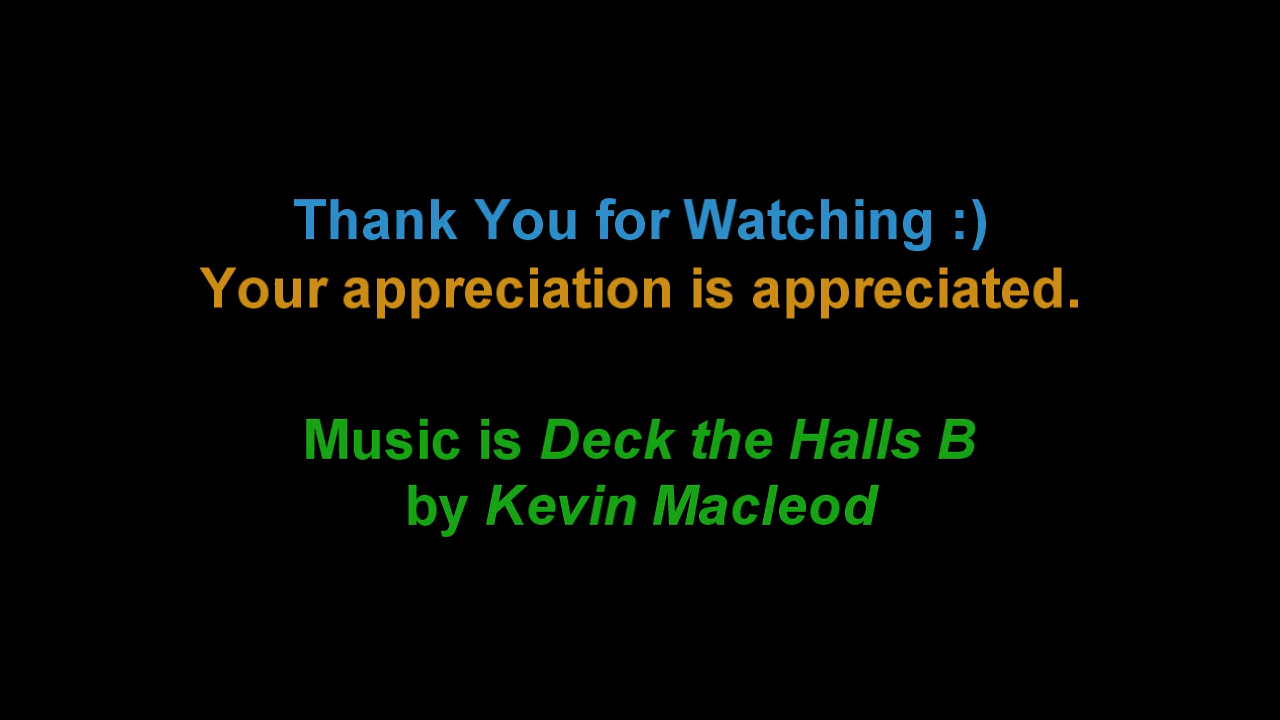 Thank You for Watching :)
Your appreciation is appreciated.
Music is Deck the Halls B
by Kevin Macleod